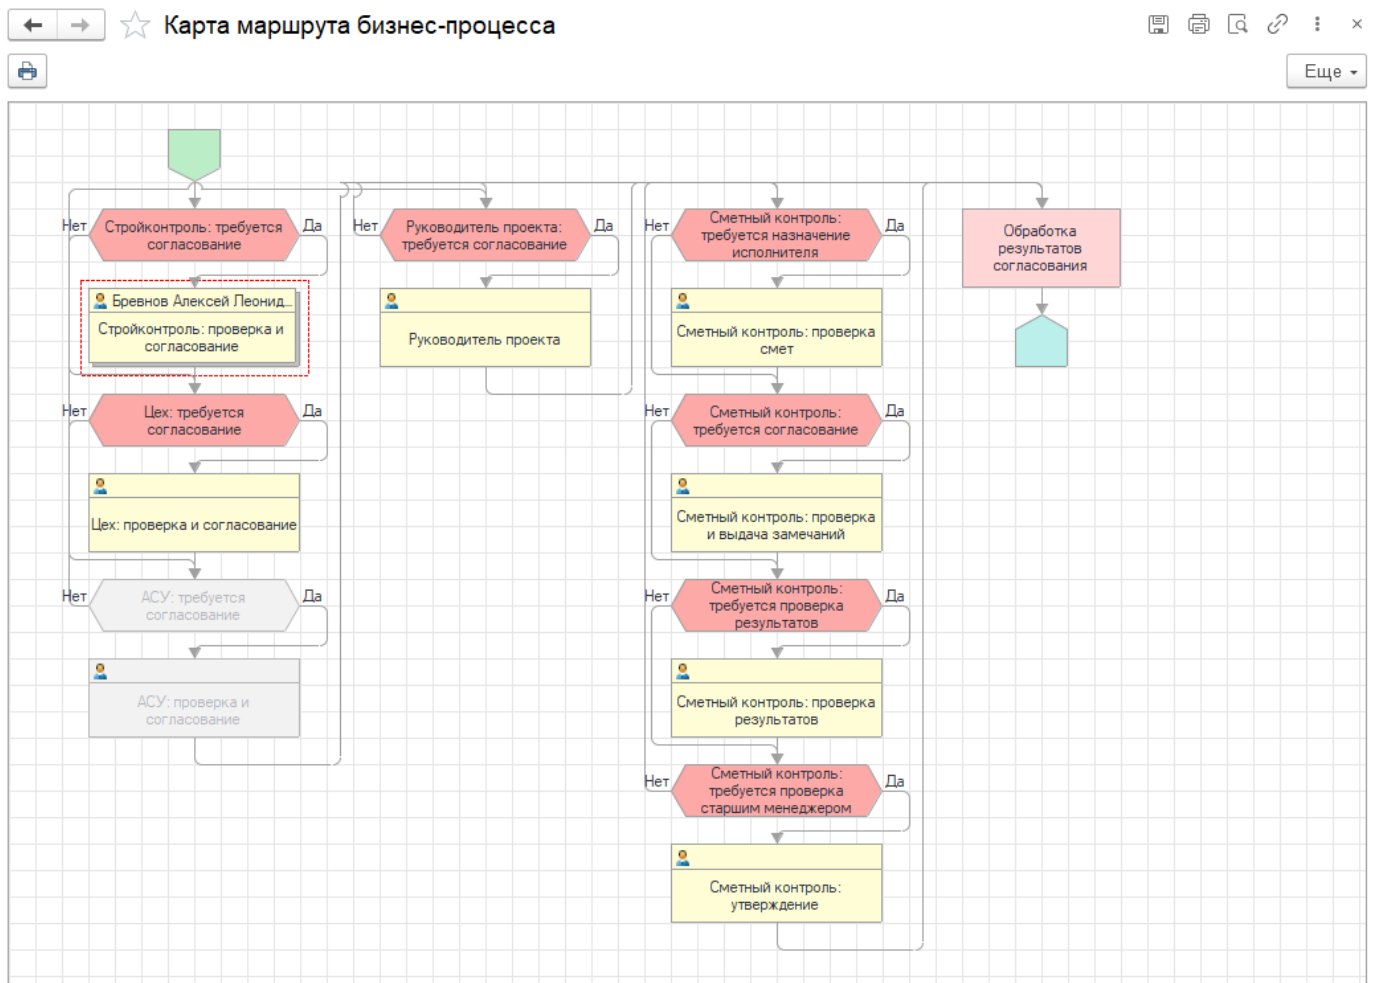 Карта маршрута бизнес-процесса
Еще
Нет
Стройконтроль: требуется
согласование
Да
Бревнов Алексей Леонид...
Стройконтроль: проверка и
согласование
Нет
Цех: требуется
согласование
Да
Цех: проверка и согласование
Нет
АСУ: требуется
согласование
Да
АСУ: проверка и
согласование
Нет
Руководитель проекта:
требуется согласование
Да
Руководитель проекта
Нет
Сметный контроль:
требуется назначение
исполнителя
Да
Сметный контроль: проверка
смет
Нет
Сметный контроль:
требуется согласование
Да
Сметный контроль: проверка
и выдача замечаний
Нет
Сметный контроль:
требуется проверка
результатов
Да
Сметный контроль: проверка
результатов
Нет
Сметный контроль:
требуется проверка
старшим менеджером
Да
Сметный контроль:
утверждение
Обработка
результатов
согласования